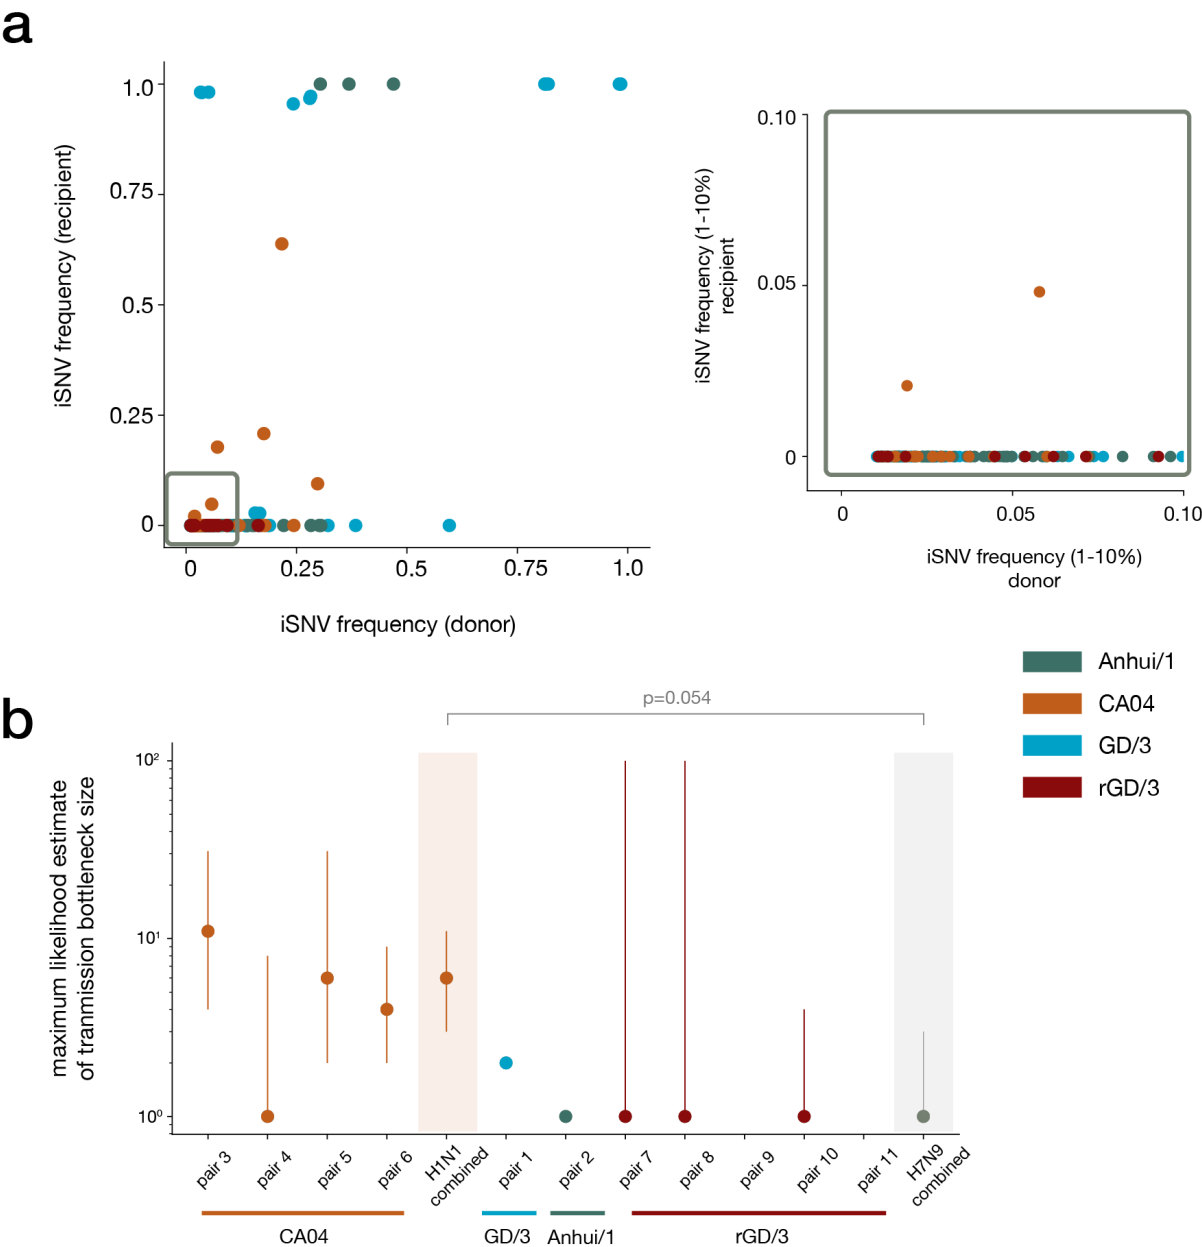 a
1.0
0.75
0.5
0.25
0
iSNV frequency (recipient)
0
0.25
0.5
0.75
1.0
iSNV frequency (donor)
0.10
0.05
0
iSNV frequency (1-10%)
recipient
0
0.05
0.10
iSNV frequency (1-10%)
donor
Anhui/1
CA04
GD/3
rGD/3
b
p=0.054
10²
10¹
10⁰
maximum likelihood estimate
of tranmission bottleneck size
pair 3
pair 4
pair 5
pair 6
H1N1
combined
pair 1
pair 2
pair 7
pair 8
pair 9
pair 10
pair 11
H7N9
combined
CA04
GD/3
Anhui/1
rGD/3